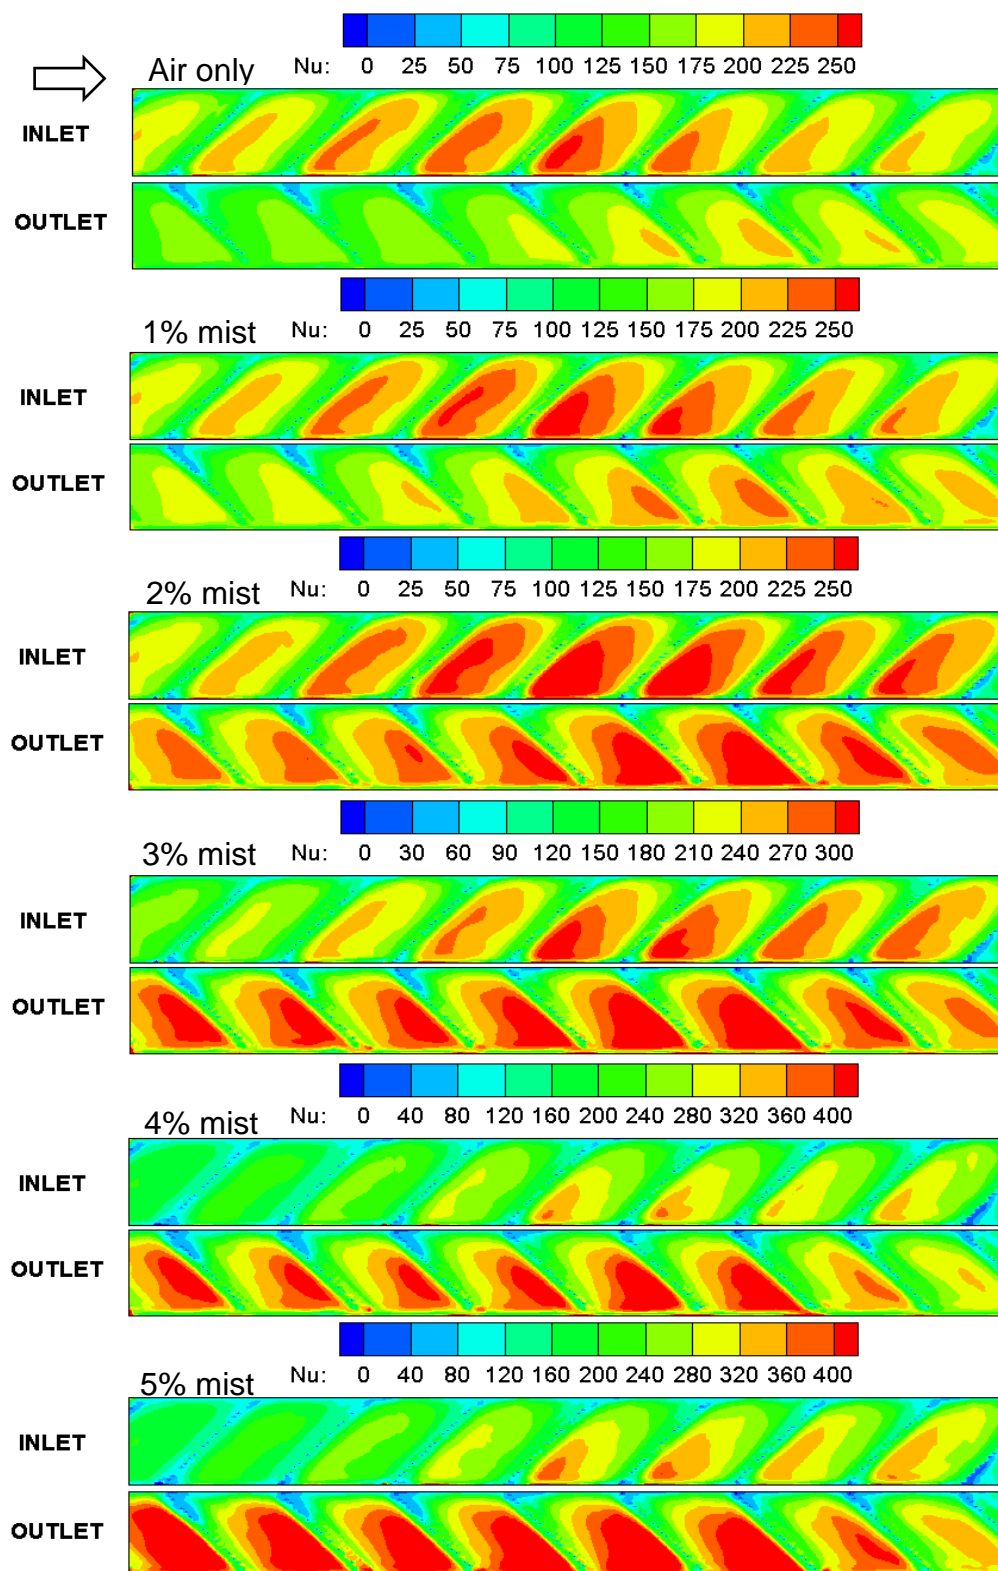 Air only
Nu: 0 25 50 75 100 125 150 175 200 225 250
INLET
OUTLET
1% mist
Nu: 0 25 50 75 100 125 150 175 200 225 250
INLET
OUTLET
2% mist
Nu: 0 25 50 75 100 125 150 175 200 225 250
INLET
OUTLET
3% mist
Nu: 0 30 60 90 120 150 180 210 240 270 300
INLET
OUTLET
4% mist
Nu: 0 40 80 120 160 200 240 280 320 360 400
INLET
OUTLET
5% mist
Nu: 0 40 80 120 160 200 240 280 320 360 400
INLET
OUTLET